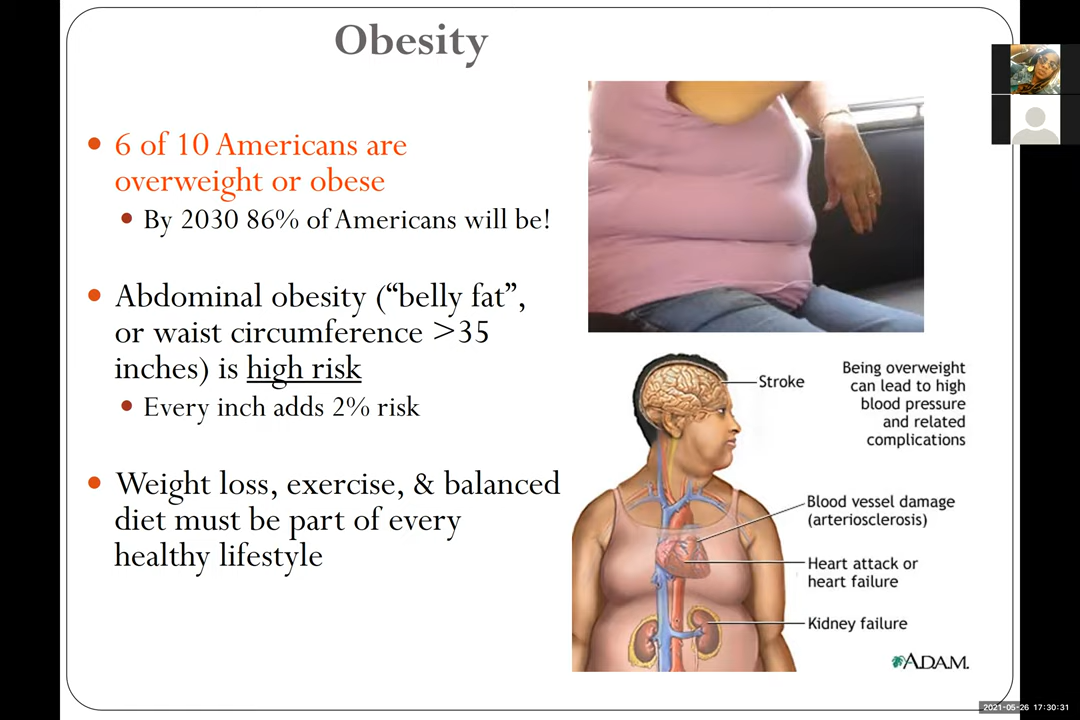 Obesity
6 of 10 Americans are
overweight or obese
By 2030 86% of Americans will be!
Abdominal obesity (“belly fat”,
or waist circumference >35
inches) is high risk
Every inch adds 2% risk
Weight loss, exercise, & balanced
diet must be part of every
healthy lifestyle
Being overweight
can lead to high
blood pressure
and related
complications
Stroke
Blood vessel damage
(arteriosclerosis)
Heart attack or
heart failure
Kidney failure
ADAM.
2021-05-26 17:30:31